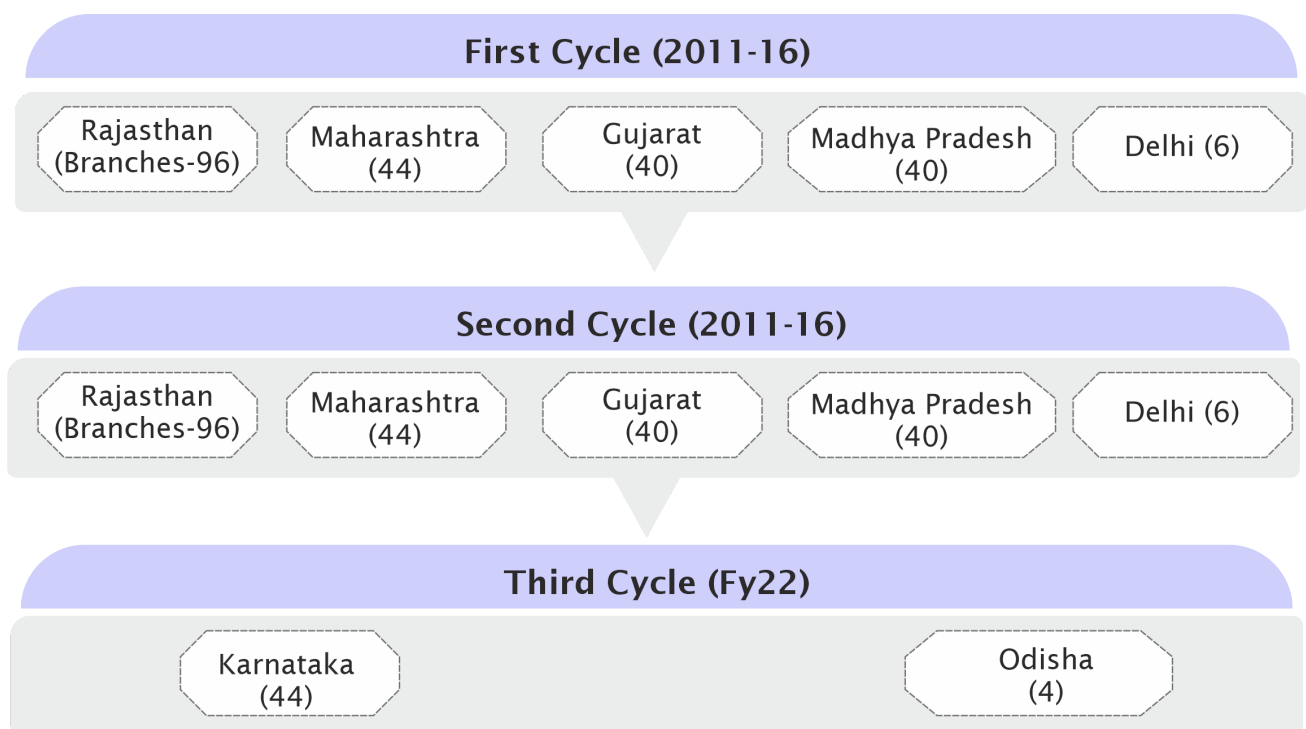 First Cycle (2011-16)
Rajasthan
(Branches-96)
Maharashtra
(44)
Gujarat
(40)
Madhya Pradesh
(40)
Delhi (6)
Second Cycle (2011-16)
Rajasthan
(Branches-96)
Maharashtra
(44)
Gujarat
(40)
Madhya Pradesh
(40)
Delhi (6)
Third Cycle (Fy22)
Karnataka
(44)
Odisha
(4)